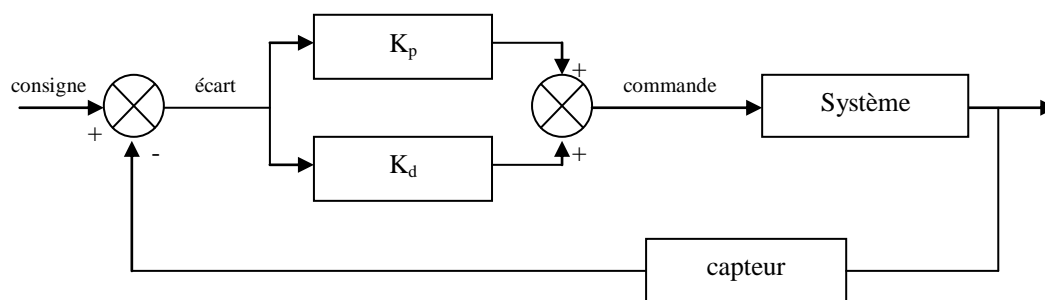 K_p
consigne
écart
+
commande
Système
+
-
K_d
+
capteur